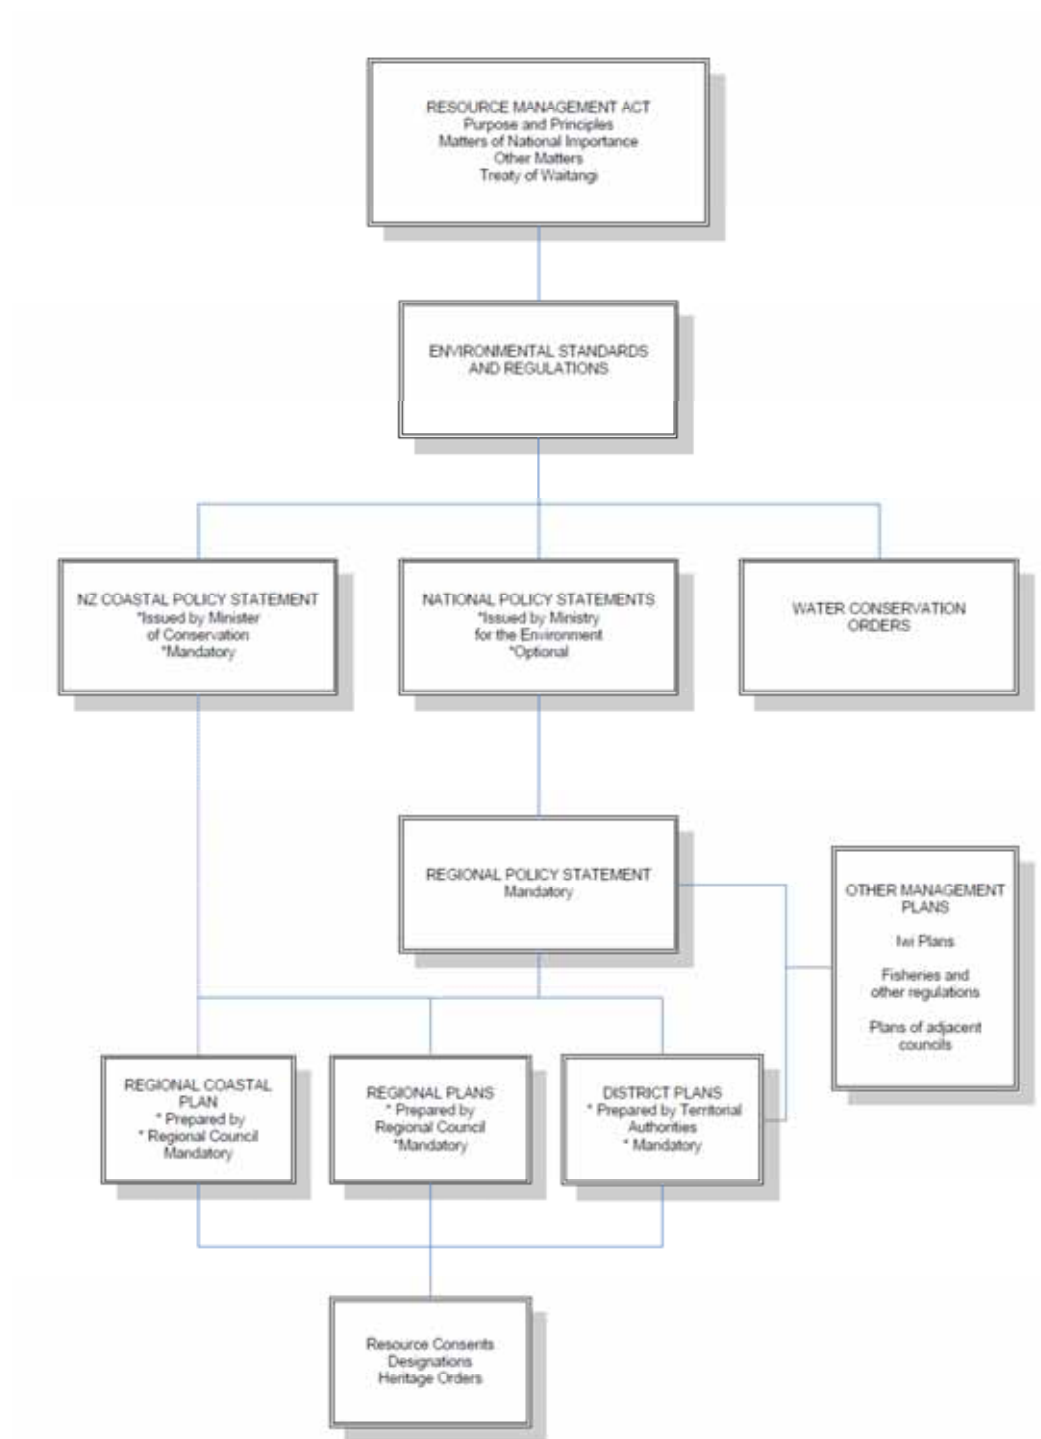 RESOURCE MANAGEMENT ACT
Purpose and Principles
Matters of National Importance
Other Matters
Treaty of Waitangi
ENVIRONMENTAL STANDARDS
AND REGULATIONS
NZ COASTAL POLICY STATEMENT
*Issued by Minister
of Conservation
*Mandatory
NATIONAL POLICY STATEMENTS
*Issued by Ministry
for the Environment
*Optional
WATER CONSERVATION
ORDERS
REGIONAL POLICY STATEMENT
Mandatory
OTHER MANAGEMENT
PLANS
Iwi Plans
Fisheries and
other regulations
Plans of adjacent
councils
REGIONAL COASTAL
PLAN
* Prepared by
* Regional Council
Mandatory
REGIONAL PLANS
* Prepared by
Regional Council
*Mandatory
DISTRICT PLANS
* Prepared by Territorial
Authorities
* Mandatory
Resource Consents
Designations
Heritage Orders